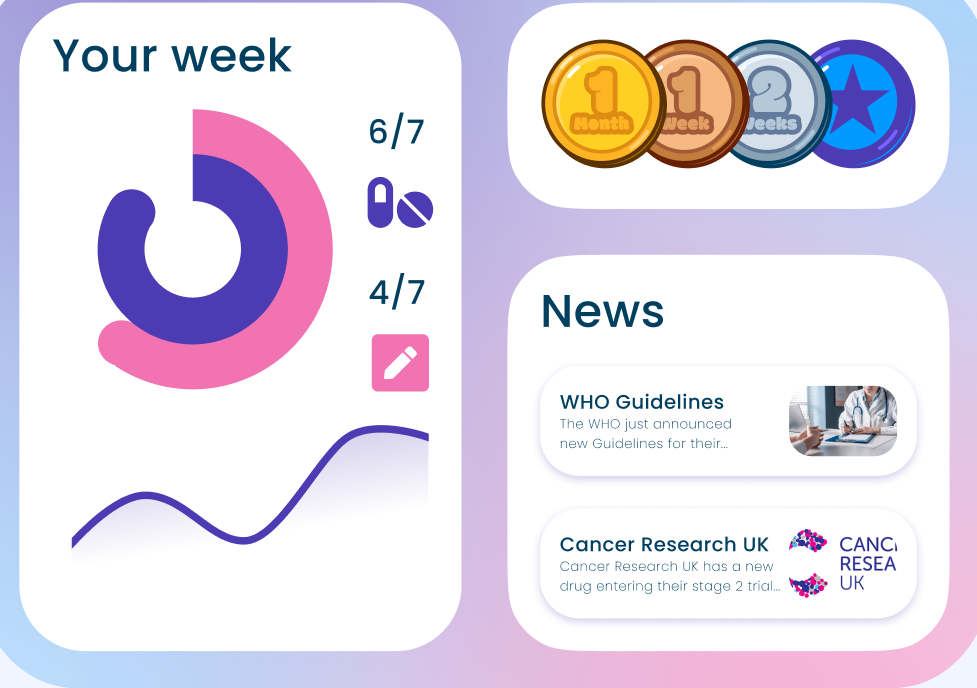 Your week
6/7
4/7
1
Month
1
Week
2
Weeks
News
WHO Guidelines
The WHO just announced
new Guidelines for their...
Cancer Research UK
Cancer Research UK has a new
drug entering their stage 2 trial...
CANC
RESEA
UK